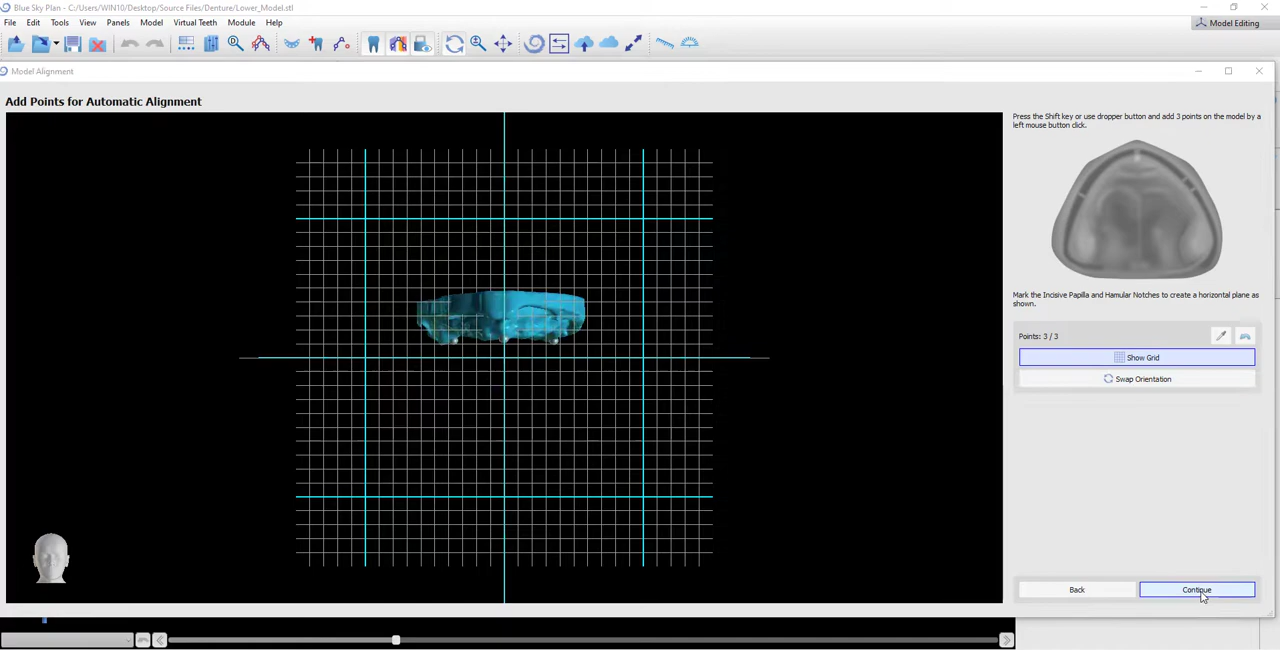 Blue Sky Plan - C:/Users/WIN10/Desktop/Source Files/Denture/Lower_Model.stl
File Edit Tools View Panels Model Virtual Teeth Module Help
Model Editing
Model Alignment
Add Points for Automatic Alignment
Press the Shift key or use dropper button and add 3 points on the model by a
left mouse button click.
Mark the Incisive Papilla and Hamular Notches to create a horizontal plane as
shown.
Points: 3 / 3
Show Grid
Swap Orientation
Back Continue